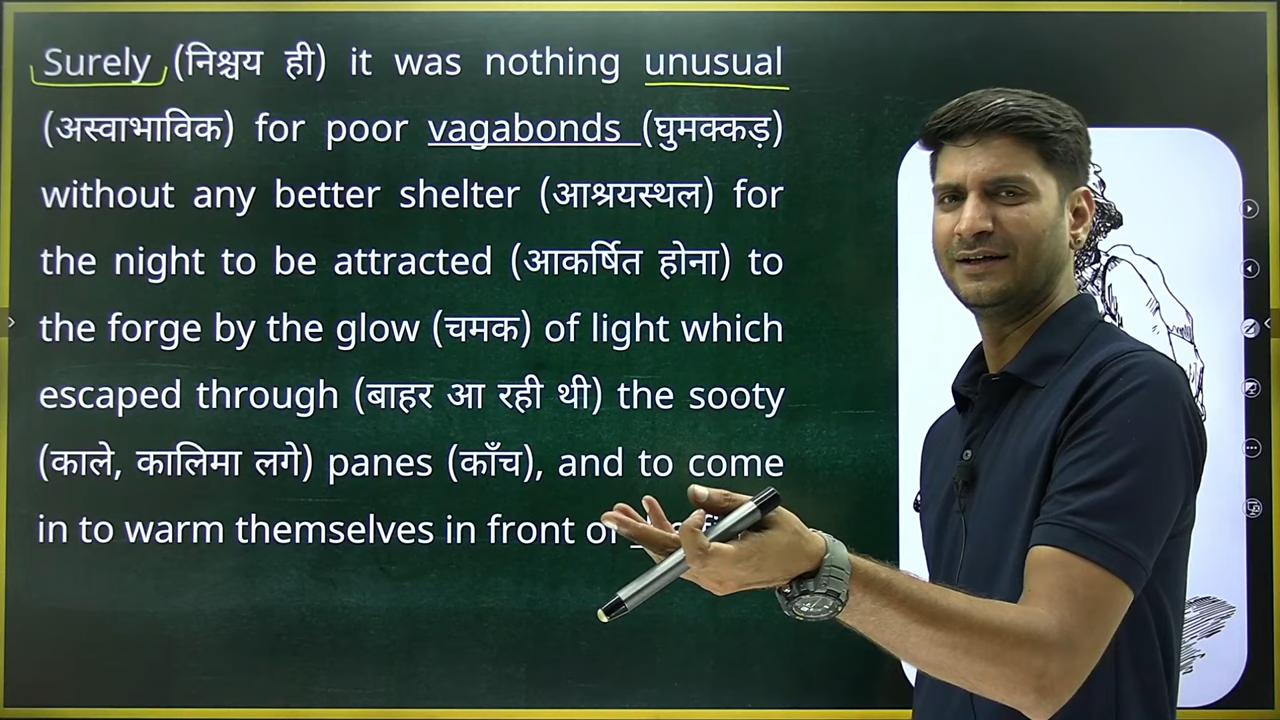 Surely (निश्चय ही) it was nothing unusual
(अस्वाभाविक) for poor vagabonds (घुमक्कड़)
without any better shelter (आश्रयस्थल) for
the night to be attracted (आकर्षित होना) to
the forge by the glow (चमक) of light which
escaped through (बाहर आ रही थी) the sooty
(काले, कालिमा लगे) panes (काँच), and to come
in to warm themselves in front of